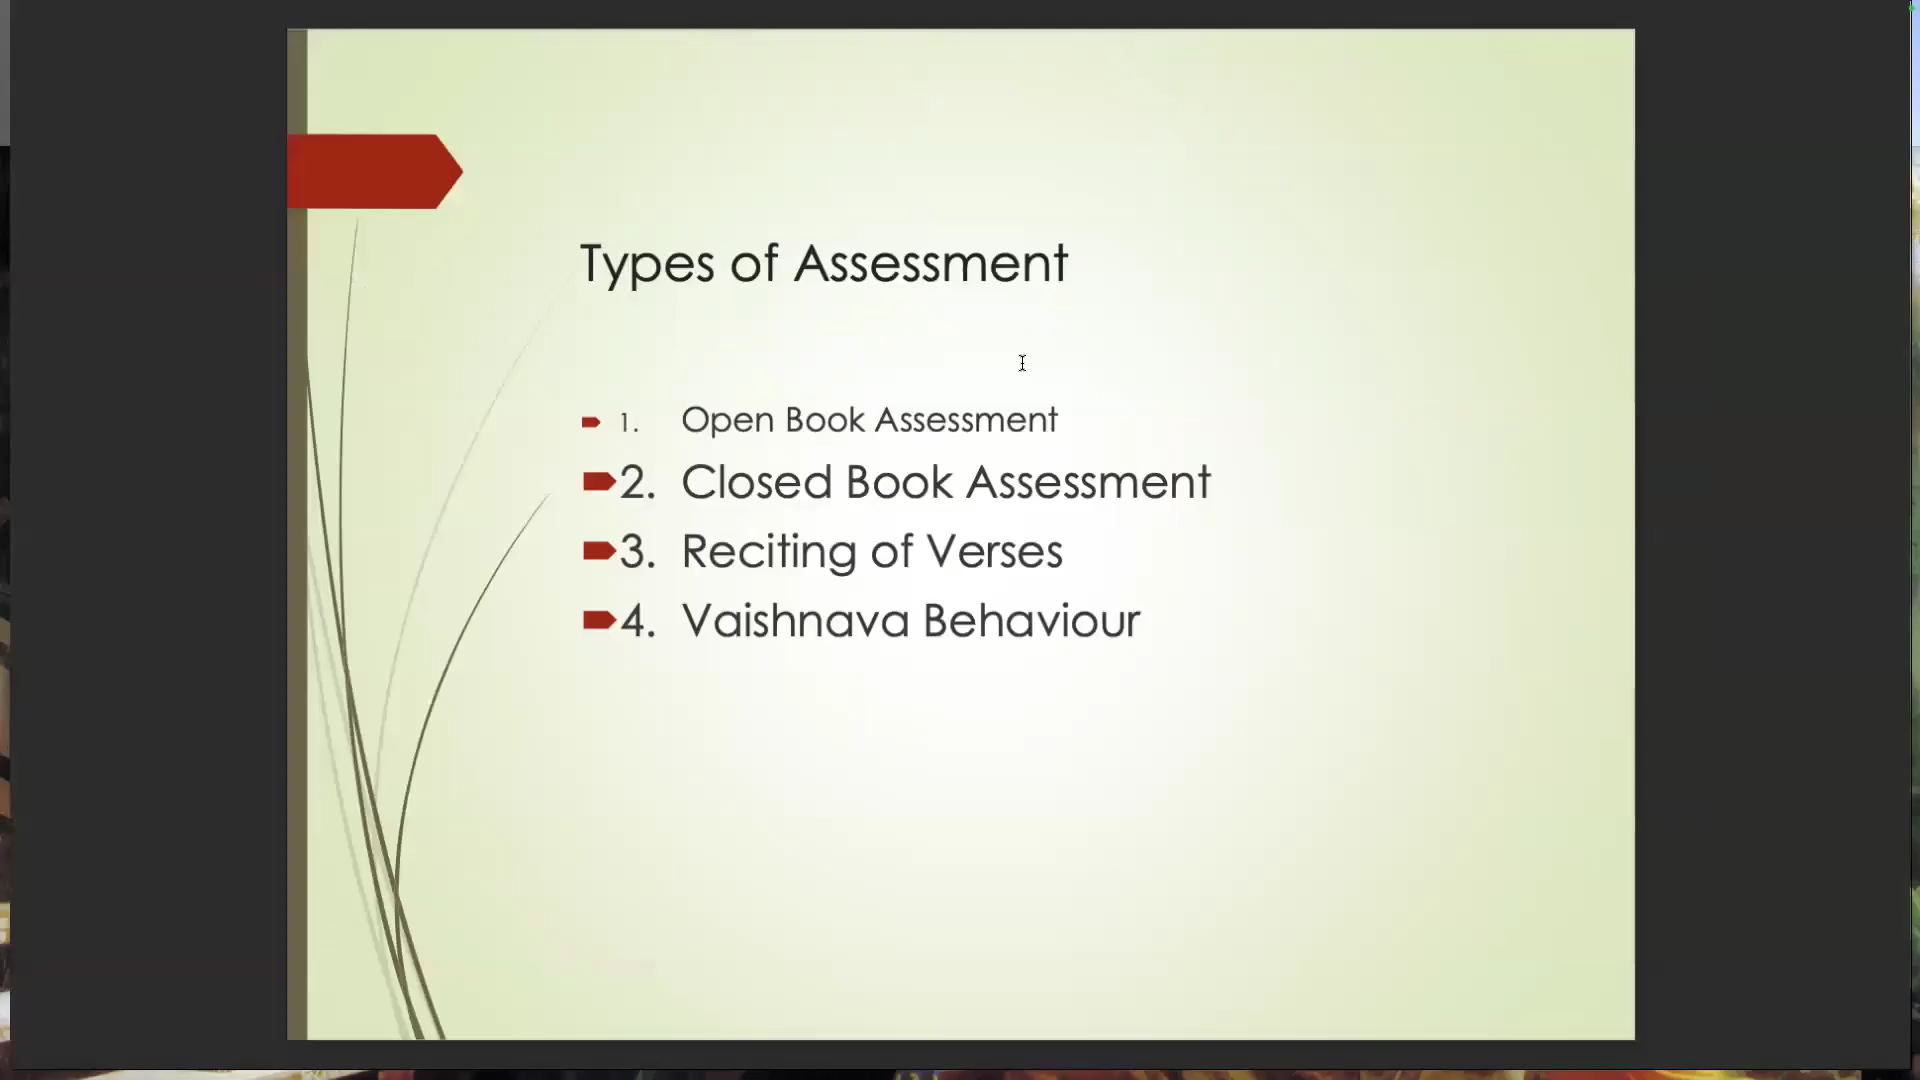 Types of Assessment
1. Open Book Assessment
2. Closed Book Assessment
3. Reciting of Verses
4. Vaishnava Behaviour